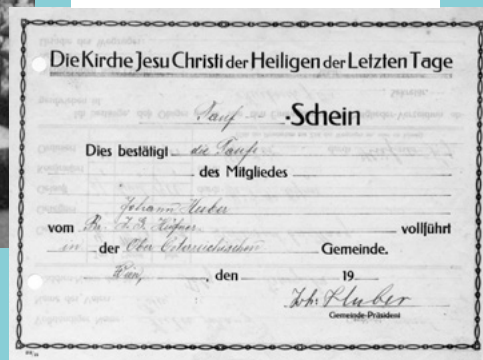 Die Kirche Jesu Christi der Heiligen der Letzten Tage
Tauf -Schein
Dies bestätigt die Taufe
des Mitgliedes
Johann Huber
vom Br. vollführt
in der Gemeinde.
den 19
Joh. Huber
Gemeinde-Präsident